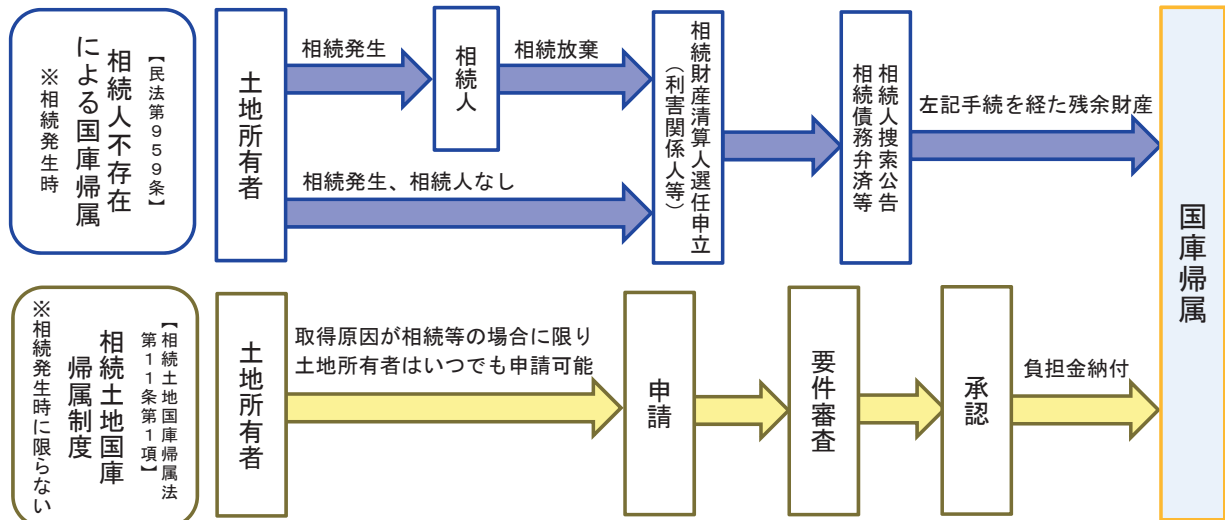 【民法第９５９条】
相続人不存在
による国庫帰属
※相続発生時
土地所有者
相続発生
相続人
相続放棄
相続発生、相続人なし
相続財産清算人選任申立
（利害関係人等）
相続人捜索公告
相続債務弁済等
左記手続を経た残余財産
国庫帰属
【相続土地国庫帰属法
第１１条第１項】
相続土地国庫
帰属制度
※相続発生時に限らない
土地所有者
取得原因が相続等の場合に限り
土地所有者はいつでも申請可能
申請
要件審査
承認
負担金納付